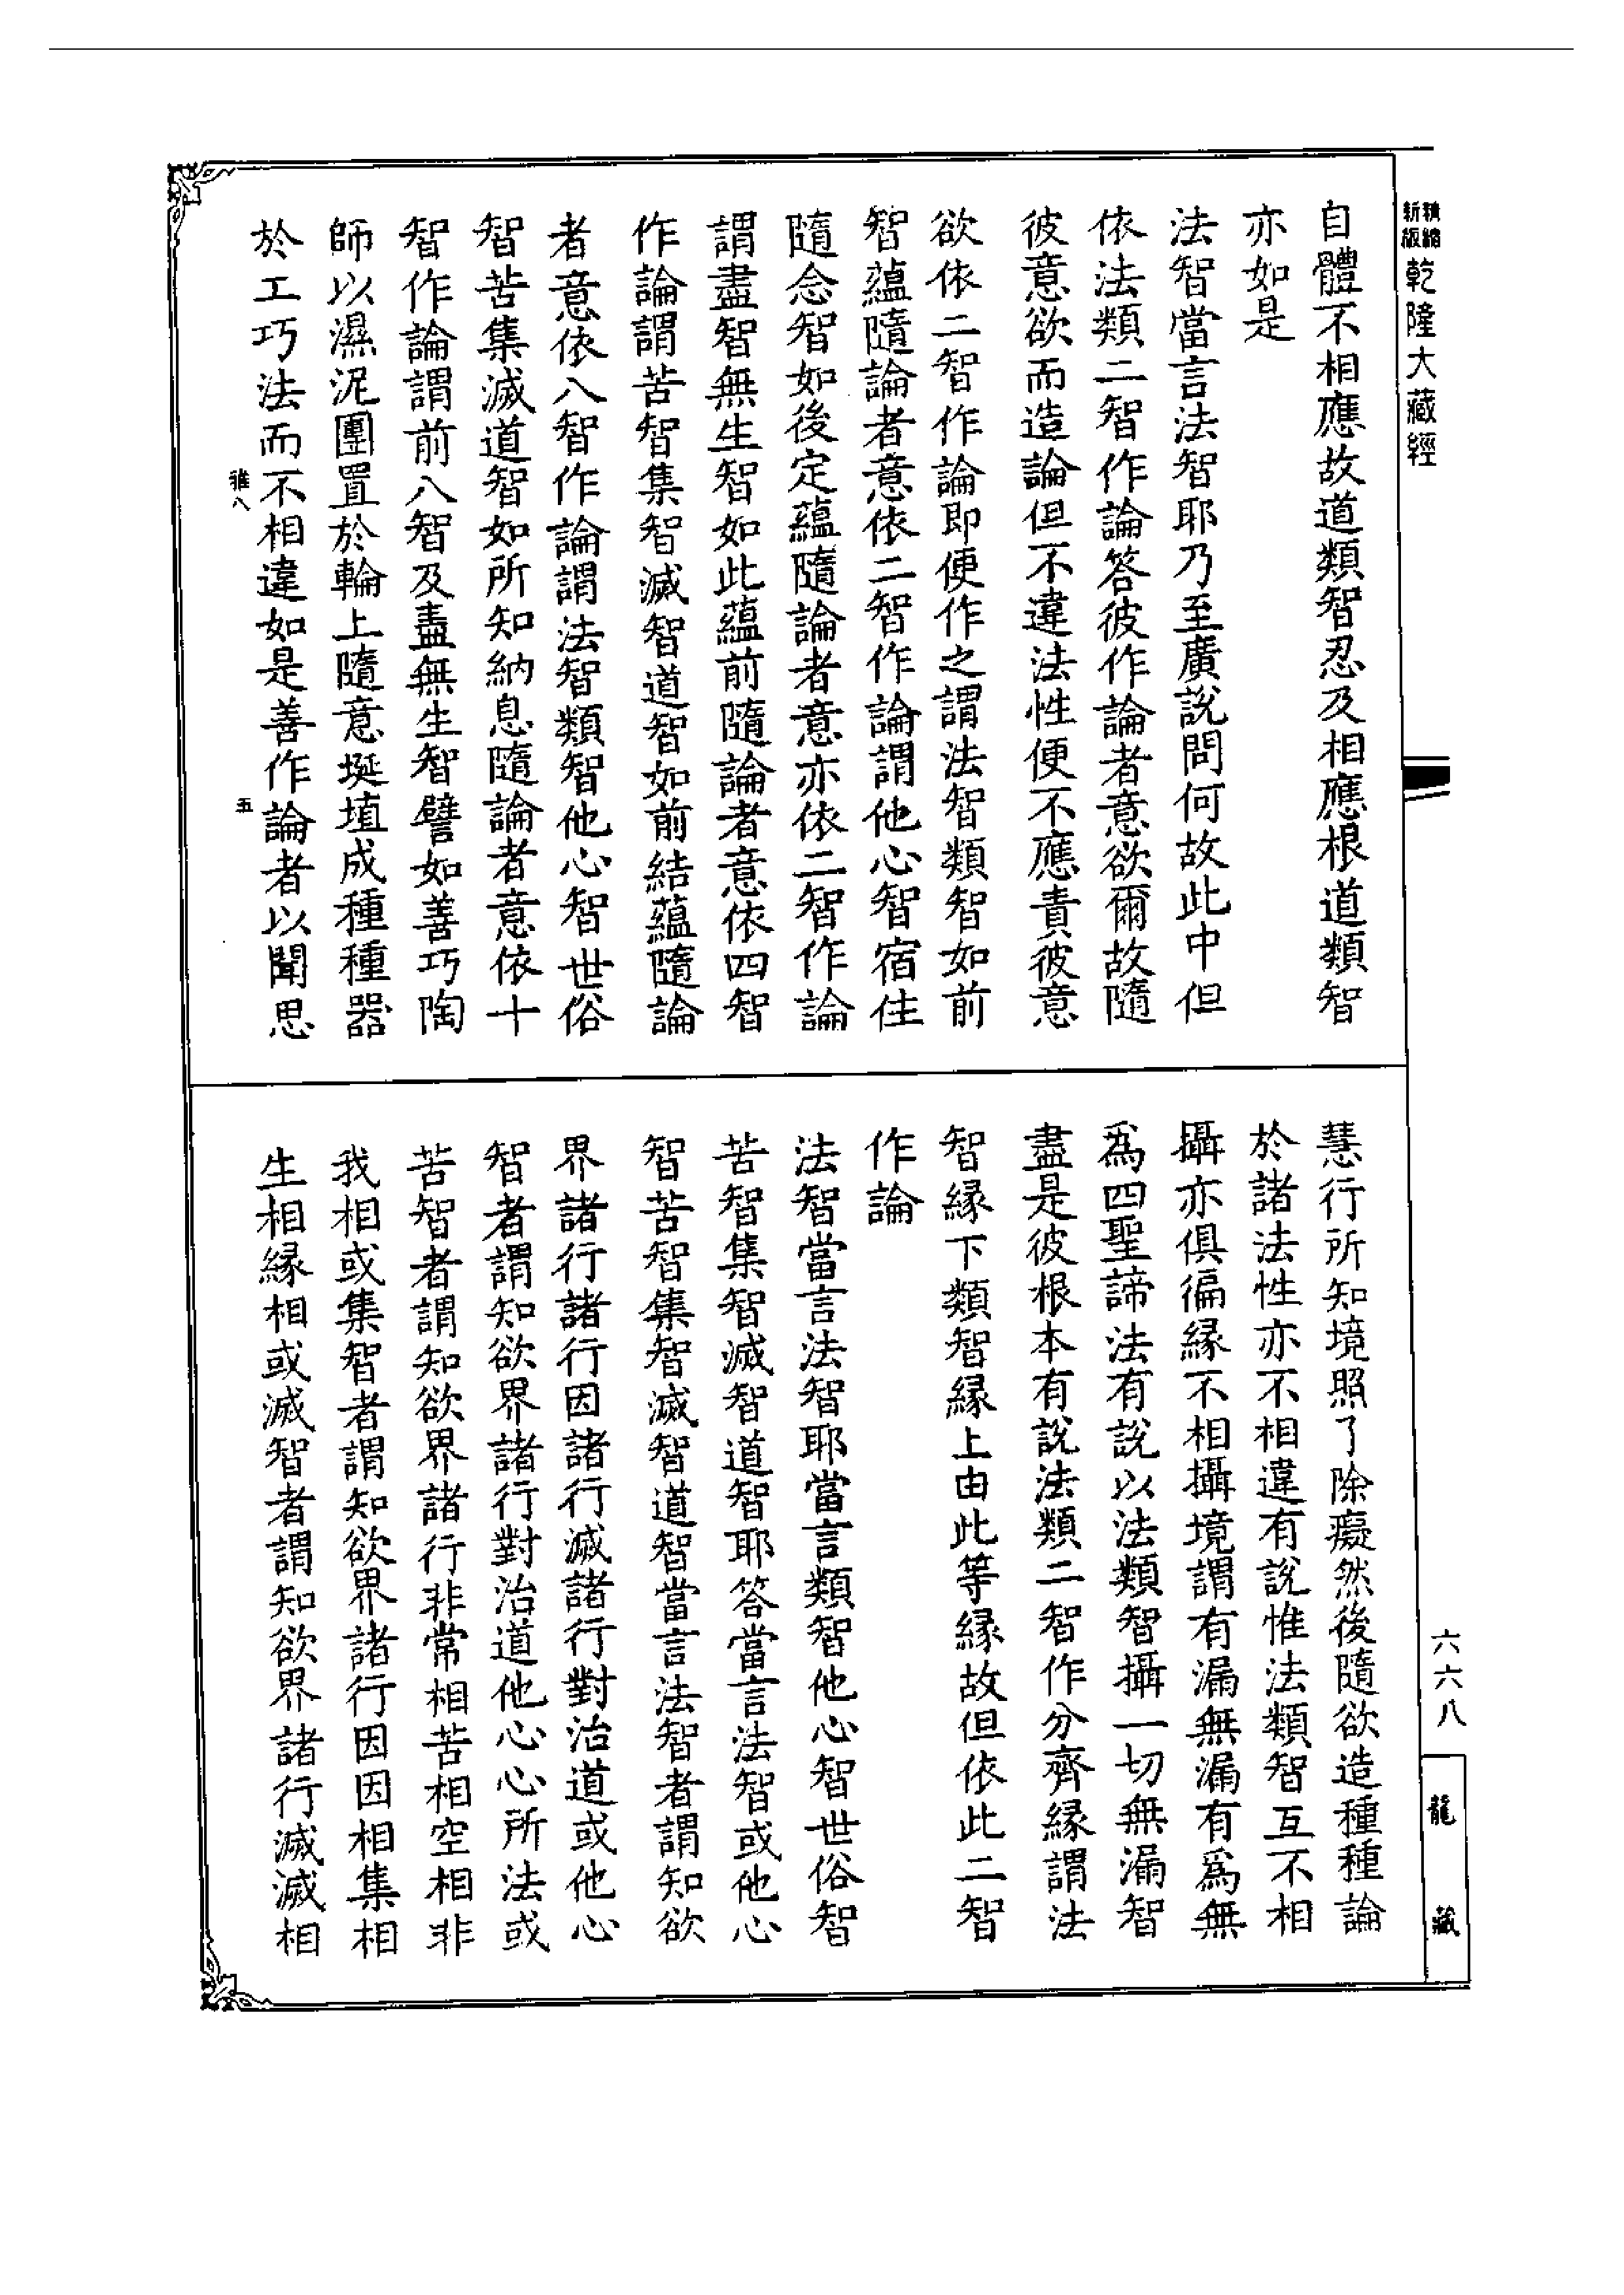 精縮新版乾隆大藏經
自體不相應故道類智忍及相應根道類智
亦如是
法智當言法智耶乃至廣說問何故此中但
依法類二智作論答彼作論者意欲爾故隨
彼意欲而造論但不違法性便不應責彼意
欲依二智作論即便作之謂法智類智如前
智蘊隨論者意依二智作論謂他心智宿住
隨念智如後定蘊隨論者意亦依二智作論
謂盡智無生智如此蘊前隨論者意依四智
作論謂苦智集智滅智道智如前結蘊隨論
者意依八智作論謂法智類智他心智世俗
智苦集滅道智如所知納息隨論者意依十
智作論謂前八智及盡無生智譬如善巧陶
師以濕泥團置於輪上隨意埏埴成種種器
於工巧法而不相違如是善作論者以聞思
雅八
五
慧行所知境照了除癡然後隨欲造種種論
於諸法性亦不相違有說惟法類智互不相
攝亦俱徧緣不相攝境謂有漏無漏有爲無
爲四聖諦法有說以法類智攝一切無漏智
盡是彼根本有說法類二智作分齊緣謂法
智緣下類智緣上由此等緣故但依此二智
作論
法智當言法智耶當言類智他心智世俗智
苦智集智滅智道智耶答當言法智或他心
智苦智集智滅智道智當言法智者謂知欲
界諸行諸行因諸行滅諸行對治道或他心
智者謂知欲界諸行對治道他心心所法或
苦智者謂知欲界諸行非常相苦相空相非
我相或集智者謂知欲界諸行因因相集相
生相緣相或滅智者謂知欲界諸行滅滅相
六六八
龍藏